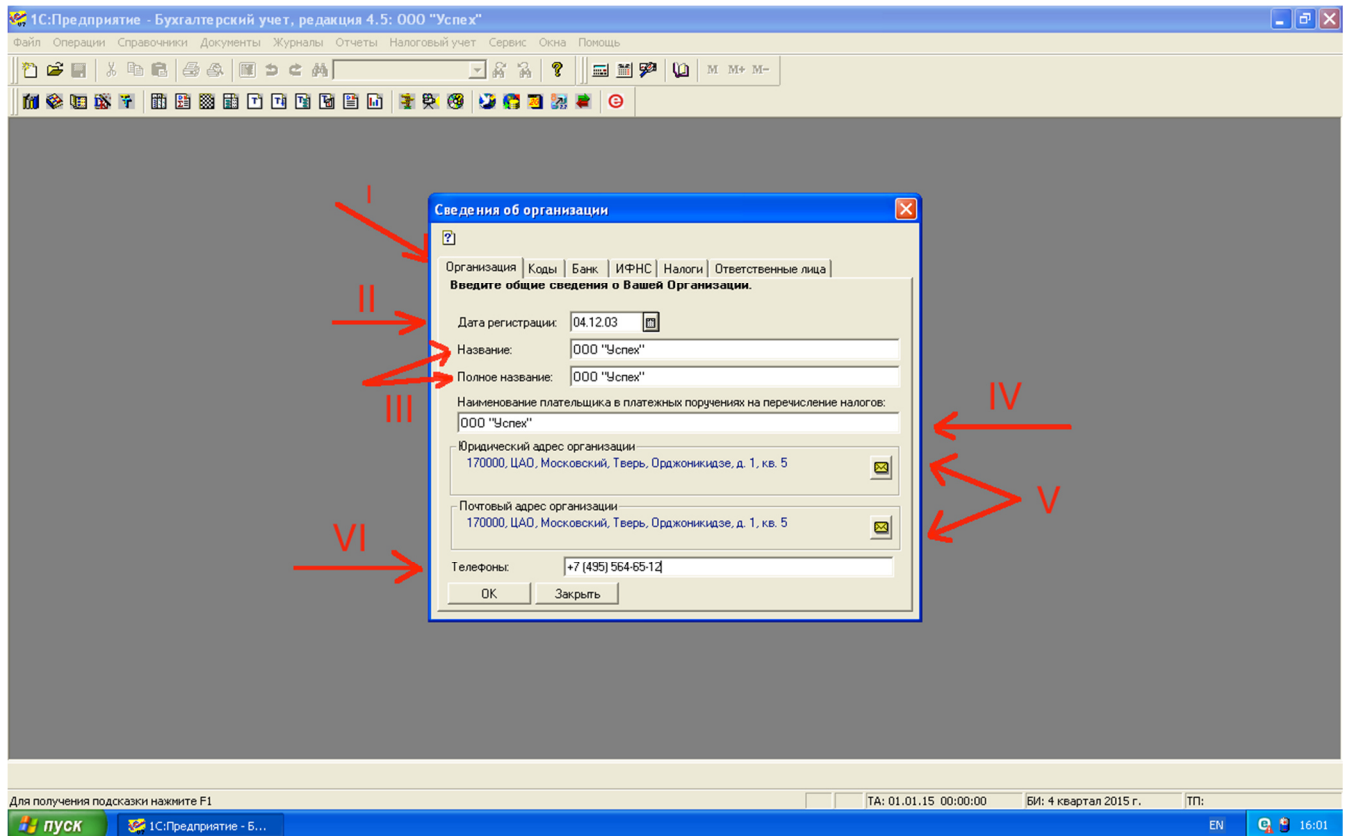 1С:Предприятие - Бухгалтерский учет, редакция 4.5: ООО "Успех"
Файл Операции Справочники Документы Журналы Отчеты Налоговый учет Сервис Окна Помощь
M M+ M-
I
Сведения об организации
Организация Коды Банк ИФНС Налоги Ответственные лица
Введите общие сведения о Вашей Организации.
II
Дата регистрации: 04.12.03
Название: ООО "Успех"
Полное название: ООО "Успех"
III
Наименование плательщика в платежных поручениях на перечисление налогов:
IV
ООО "Успех"
Юридический адрес организации
170000, ЦАО, Московский, Тверь, Орджоникидзе, д. 1, кв. 5
V
Почтовый адрес организации
170000, ЦАО, Московский, Тверь, Орджоникидзе, д. 1, кв. 5
VI
Телефоны: +7 (495) 564-65-12
OK Закрыть
Для получения подсказки нажмите F1 ТА: 01.01.15 00:00:00 БИ: 4 квартал 2015 г. ТП:
пуск 1С:Предприятие - Б... EN 16:01